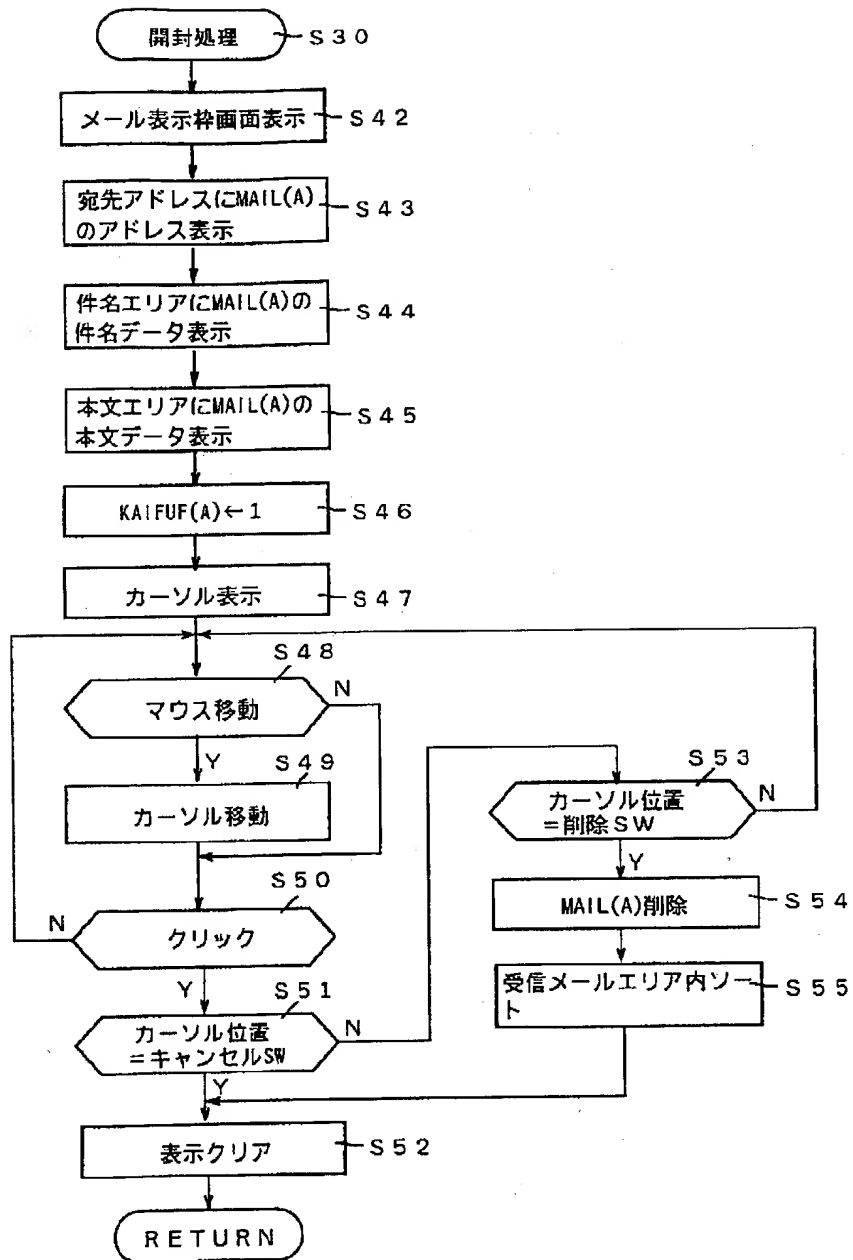 開封処理 S30
メール表示枠画面表示 S42
宛先アドレスにMAIL(A) S43
のアドレス表示
件名エリアにMAIL(A)の S44
件名データ表示
本文エリアにMAIL(A)の S45
本文データ表示
KAIFUF(A)←1 S46
カーソル表示 S47
S48
マウス移動 N
Y S49
カーソル移動
S50
N クリック
Y S51
カーソル位置 N
=キャンセルSW
Y
S53
カーソル位置 N
=削除SW
Y
MAIL(A)削除 S54
受信メールエリア内ソー S55
ト
表示クリア S52
RETURN